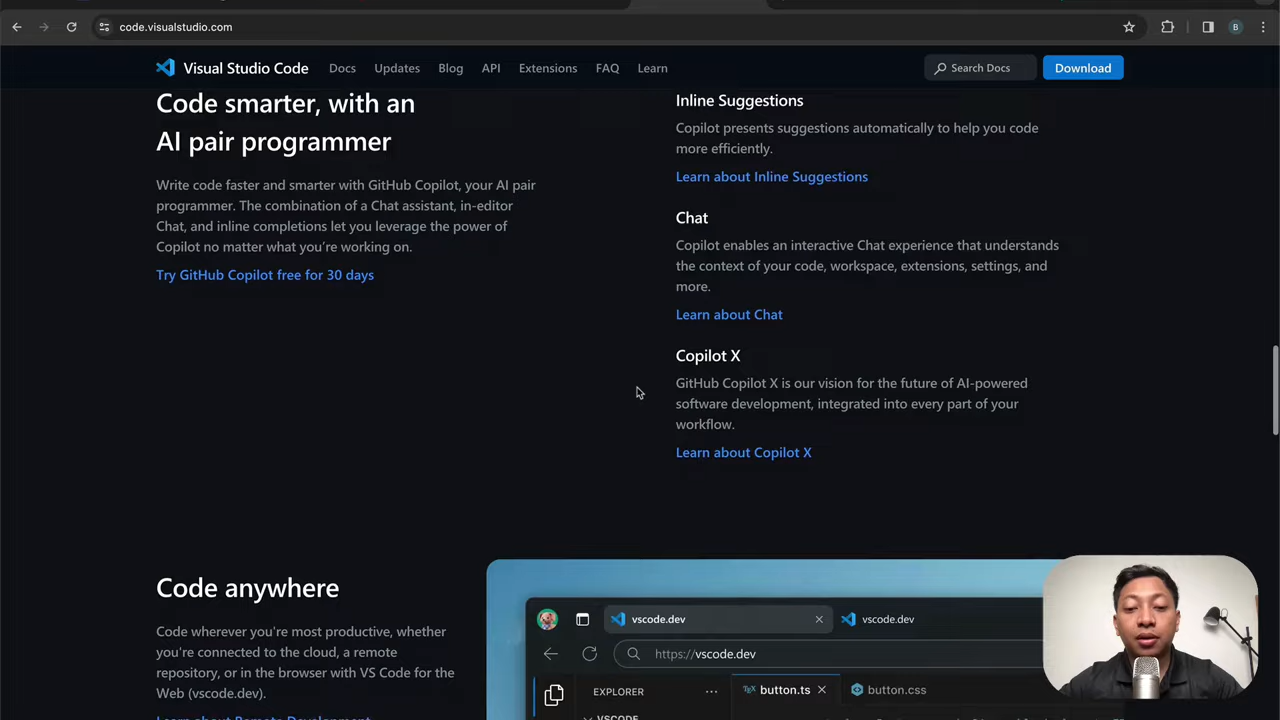 code.visualstudio.com
B
Visual Studio Code
Docs
Updates
Blog
API
Extensions
FAQ
Learn
Search Docs
Download
Code smarter, with an
AI pair programmer
Write code faster and smarter with GitHub Copilot, your AI pair
programmer. The combination of a Chat assistant, in-editor
Chat, and inline completions let you leverage the power of
Copilot no matter what you're working on.
Try GitHub Copilot free for 30 days
Inline Suggestions
Copilot presents suggestions automatically to help you code
more efficiently.
Learn about Inline Suggestions
Chat
Copilot enables an interactive Chat experience that understands
the context of your code, workspace, extensions, settings, and
more.
Learn about Chat
Copilot X
GitHub Copilot X is our vision for the future of AI-powered
software development, integrated into every part of your
workflow.
Learn about Copilot X
Code anywhere
Code wherever you're most productive, whether
you're connected to the cloud, a remote
repository, or in the browser with VS Code for the
Web (vscode.dev).
Learn about Remote Development
vscode.dev
vscode.dev
https://vscode.dev
EXPLORER
button.ts
button.css
VSCODE